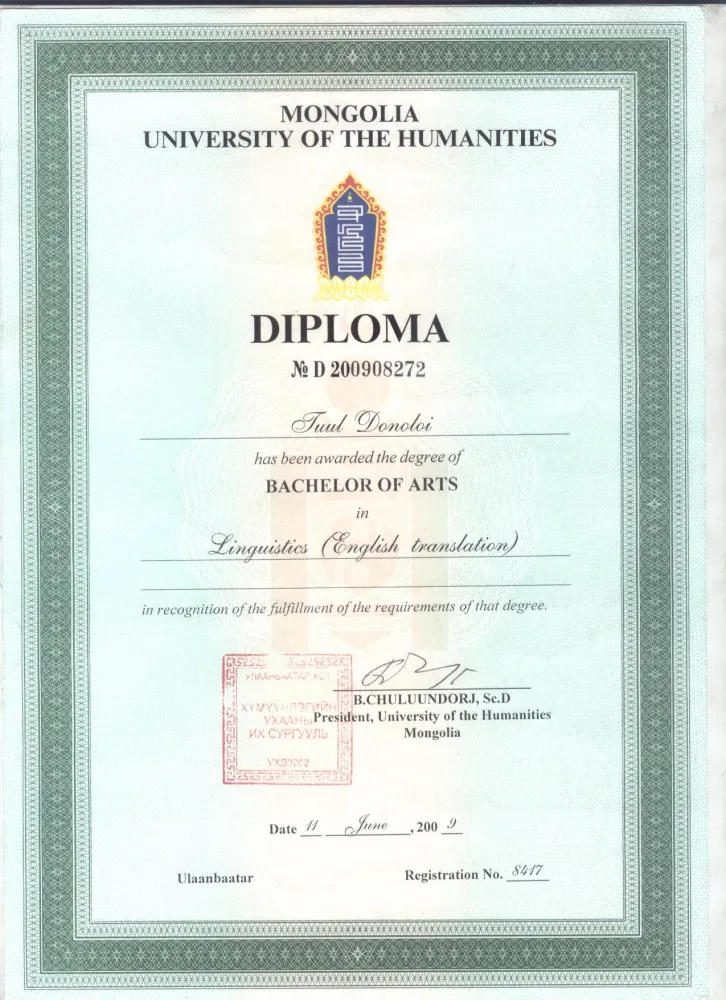 MONGOLIA
UNIVERSITY OF THE HUMANITIES
DIPLOMA
№ D 200908272
Tuul Donoloi
has been awarded the degree of
BACHELOR OF ARTS
in
Linguistics (English translation)
in recognition of the fulfillment of the requirements of that degree.
УЛААНБААТАР ХОТ
ХҮМҮҮНЛЭГИЙН
УХААНЫ
ИХ СУРГУУЛЬ
B.CHULUUNDORJ, Sc.D
President, University of the Humanities
Mongolia
Date 11 June, 2009
Ulaanbaatar
Registration No. 8417